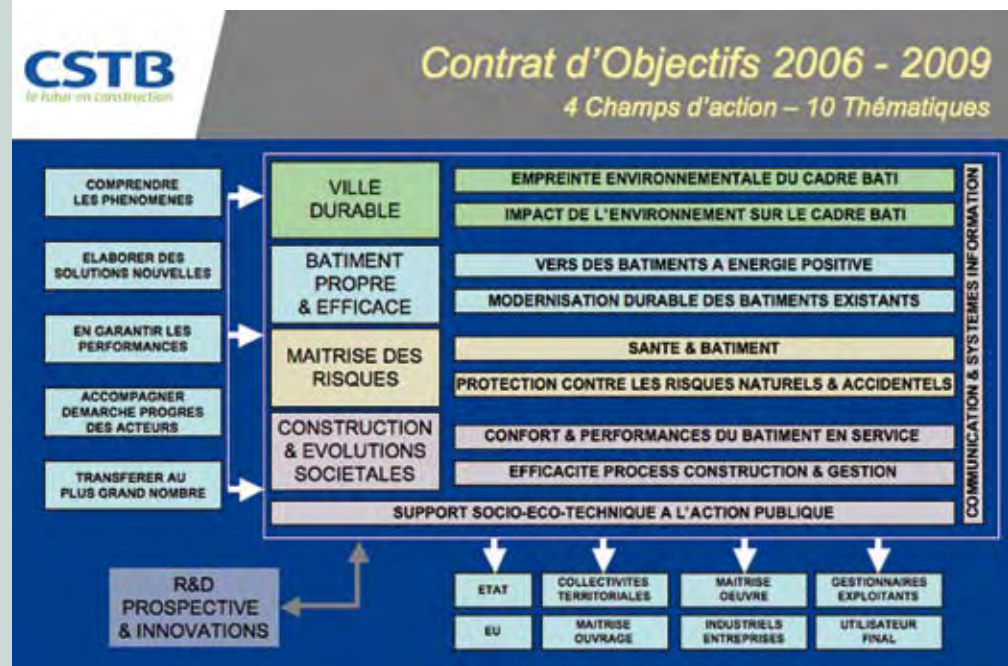 CSTB
le futur en construction
Contrat d'Objectifs 2006 - 2009
4 Champs d'action – 10 Thématiques
COMPRENDRE
LES PHENOMENES
ELABORER DES
SOLUTIONS NOUVELLES
EN GARANTIR LES
PERFORMANCES
ACCOMPAGNER
DEMARCHE PROGRES
DES ACTEURS
TRANSFERER AU
PLUS GRAND NOMBRE
VILLE
DURABLE
EMPREINTE ENVIRONNEMENTALE DU CADRE BATI
IMPACT DE L'ENVIRONNEMENT SUR LE CADRE BATI
BATIMENT
PROPRE
& EFFICACE
VERS DES BATIMENTS A ENERGIE POSITIVE
MODERNISATION DURABLE DES BATIMENTS EXISTANTS
MAITRISE DES
RISQUES
SANTE & BATIMENT
PROTECTION CONTRE LES RISQUES NATURELS & ACCIDENTELS
CONSTRUCTION
& EVOLUTIONS
SOCIETALES
CONFORT & PERFORMANCES DU BATIMENT EN SERVICE
EFFICACITE PROCESS CONSTRUCTION & GESTION
SUPPORT SOCIO-ECO-TECHNIQUE A L'ACTION PUBLIQUE
COMMUNICATION & SYSTEMES INFORMATION
R&D
PROSPECTIVE
& INNOVATIONS
ETAT
COLLECTIVITES
TERRITORIALES
MAITRISE
OEUVRE
GESTIONNAIRES
EXPLOITANTS
EU
MAITRISE
OUVRAGE
INDUSTRIELS
ENTREPRISES
UTILISATEUR
FINAL